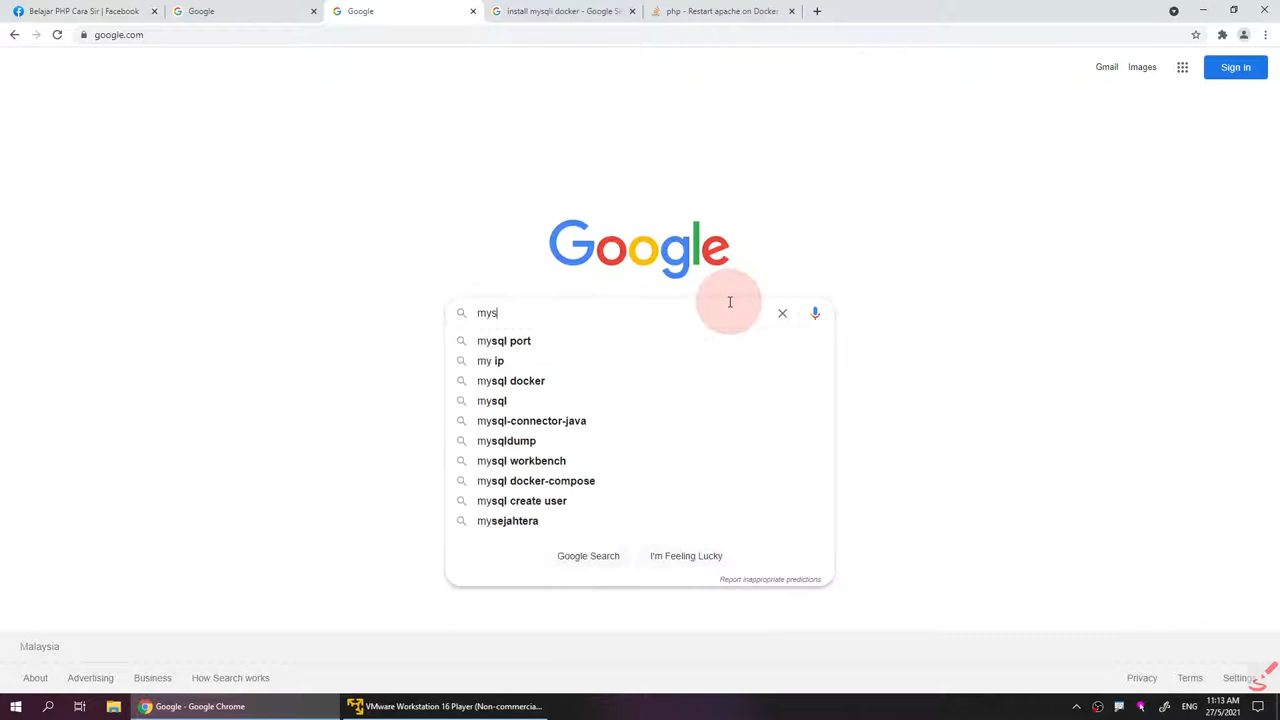 Belajar PHP Cara Sir | Facebook
Google
Google
install mysqli docker - Google Se
php - Restart apache on Docker
google.com
Gmail
Images
Sign in
Google
mys
mysql port
my ip
mysql docker
mysql
mysql-connector-java
mysqldump
mysql workbench
mysql docker-compose
mysql create user
mysejahtera
Google Search
I'm Feeling Lucky
Report inappropriate predictions
Malaysia
About
Advertising
Business
How Search works
Privacy
Terms
Settings
Google - Google Chrome
VMware Workstation 16 Player (Non-commercia...
ENG
11:13 AM
27/5/2021